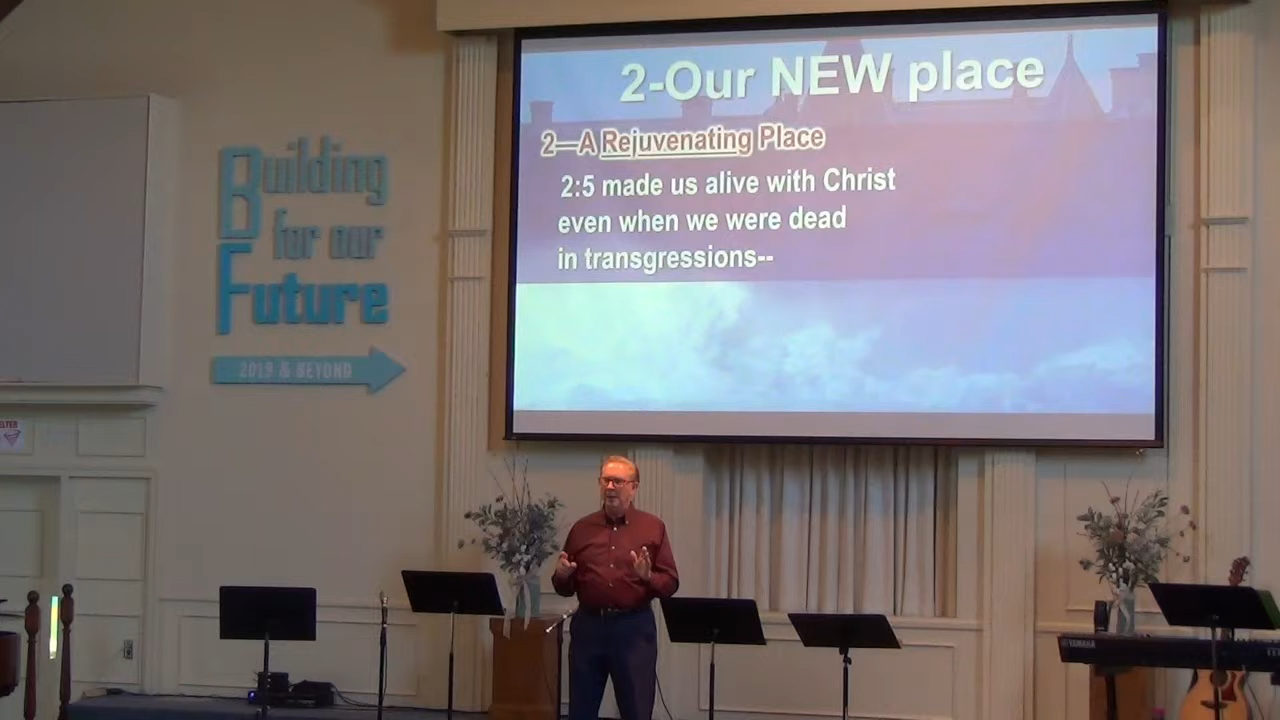 2-Our NEW place
2—A Rejuvenating Place
2:5 made us alive with Christ
even when we were dead
in transgressions--
Building
for our
Future
2019 & BEYOND
YAMAHA